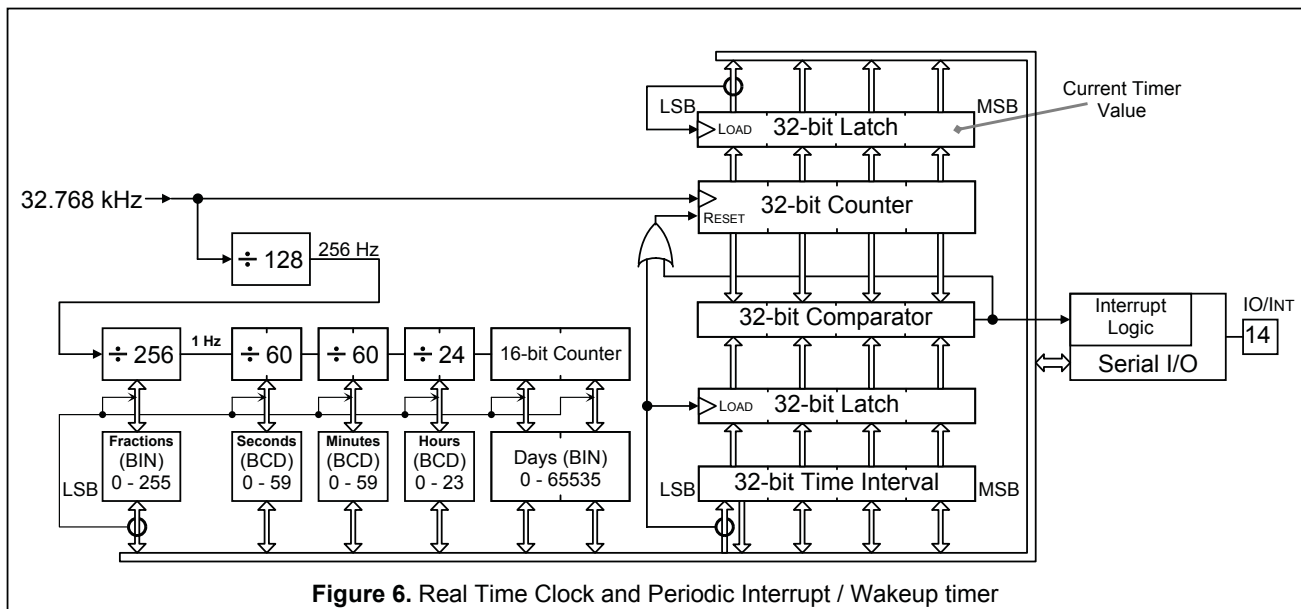 LSB
MSB
Current Timer
Value
LOAD
32-bit Latch
32.768 kHz
32-bit Counter
RESET
÷ 128
256 Hz
32-bit Comparator
Interrupt
Logic
Serial I/O
IO/INT
14
÷ 256
1 Hz
÷ 60
÷ 60
÷ 24
16-bit Counter
LOAD
32-bit Latch
Fractions
(BIN)
0 - 255
Seconds
(BCD)
0 - 59
Minutes
(BCD)
0 - 59
Hours
(BCD)
0 - 23
Days (BIN)
0 - 65535
LSB
LSB
32-bit Time Interval
MSB
Figure 6. Real Time Clock and Periodic Interrupt / Wakeup timer